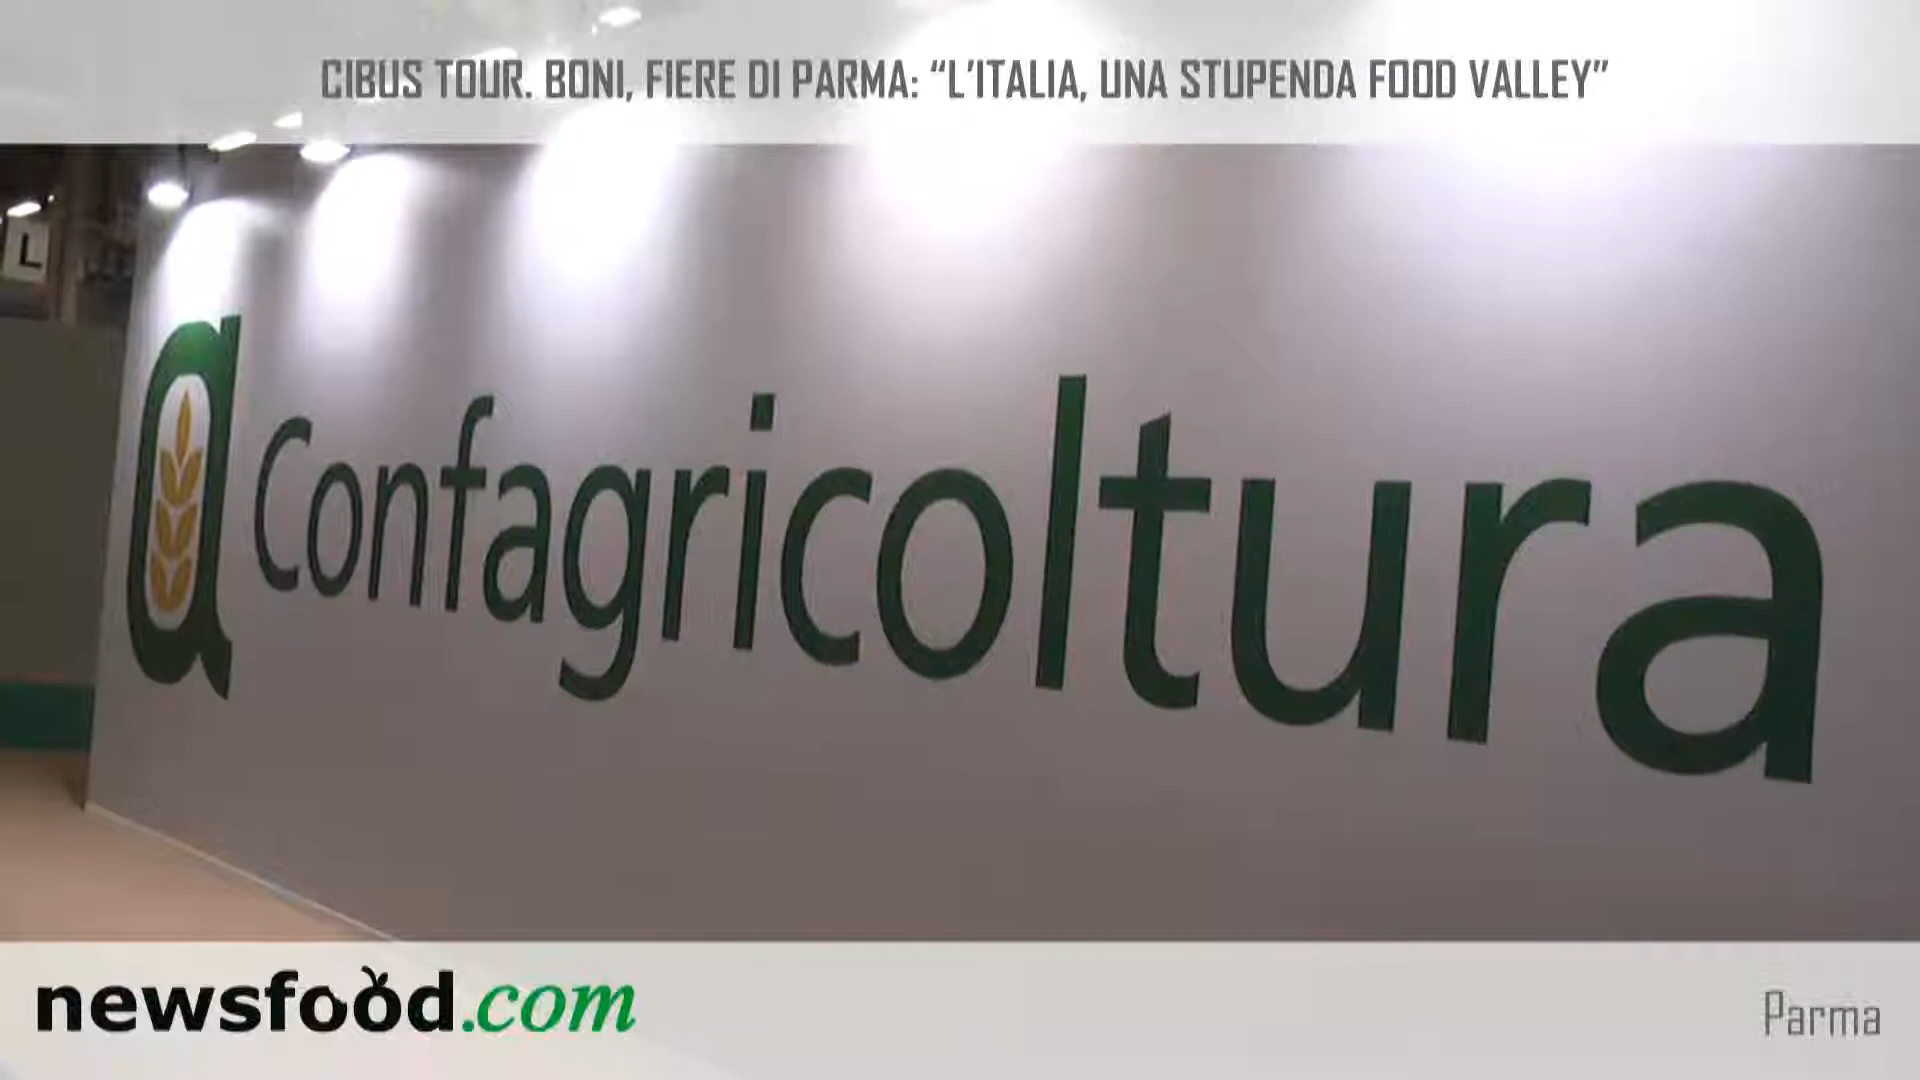 CIBUS TOUR. BONI, FIERE DI PARMA: “L’ITALIA, UNA STUPENDA FOOD VALLEY”
L
a Confagricoltura
newsfood.com
Parma